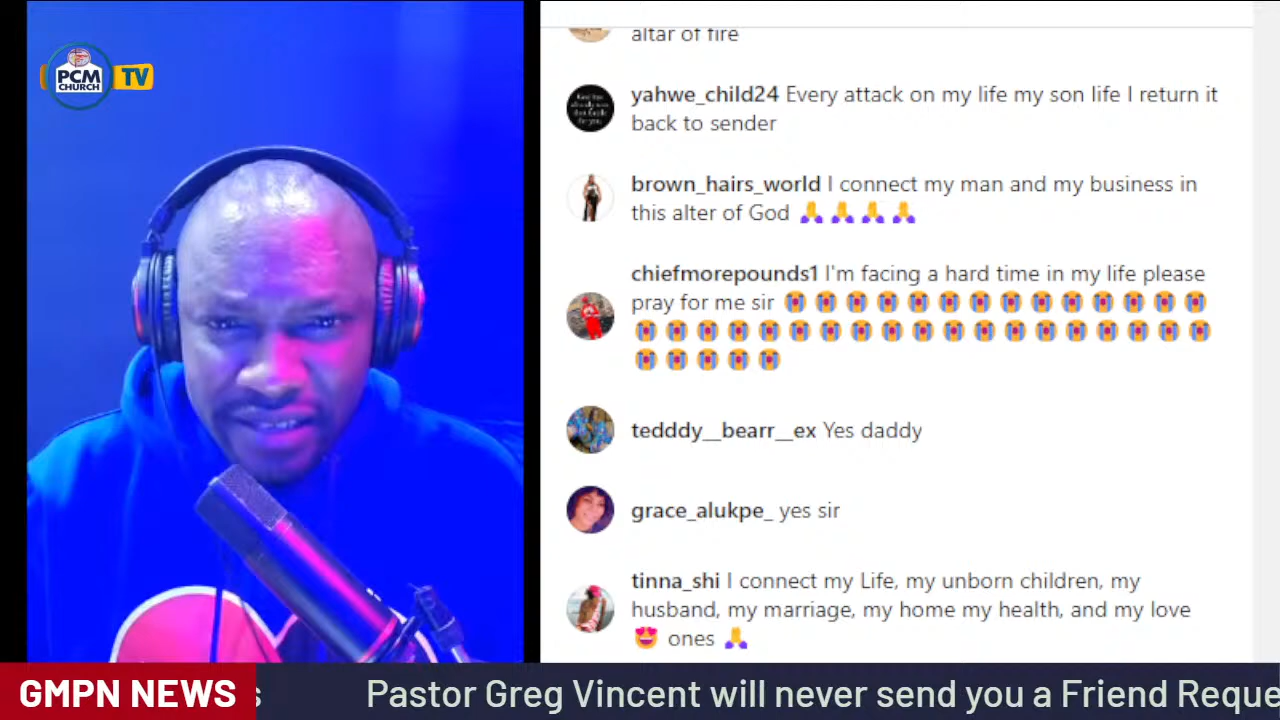 PCM
CHURCH
TV
altar of fire
yahwe_child24 Every attack on my life my son life I return it
back to sender
brown_hairs_world I connect my man and my business in
this alter of God 🙏 🙏 🙏 🙏
chiefmorepounds1 I'm facing a hard time in my life please
pray for me sir 😭 😭 😭 😭 😭 😭 😭 😭 😭 😭 😭 😭 😭 😭
😭 😭 😭 😭 😭 😭 😭 😭 😭 😭 😭 😭 😭 😭 😭 😭 😭 😭 😭
😭 😭 😭 😭 😭
tedddy__bearr__ex Yes daddy
grace_alukpe_ yes sir
tinna_shi I connect my Life, my unborn children, my
husband, my marriage, my home my health, and my love
😍 ones 🙏
GMPN NEWS s Pastor Greg Vincent will never send you a Friend Reque